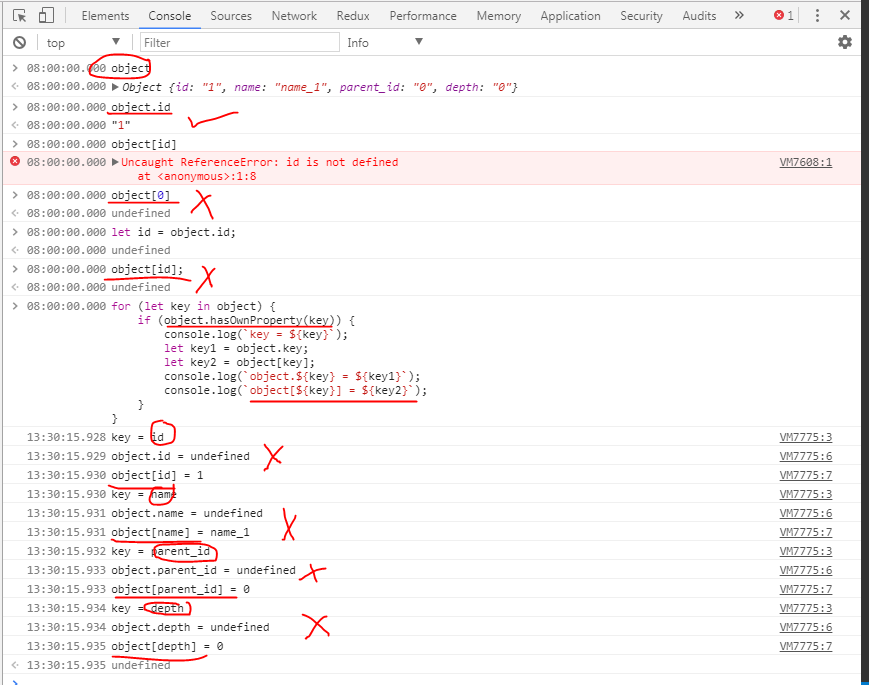 Elements Console Sources Network Redux Performance Memory Application Security Audits » 1
top Filter Info
> 08:00:00.000 object
08:00:00.000 Object {id: "1", name: "name_1", parent_id: "0", depth: "0"}
> 08:00:00.000 object.id
08:00:00.000 "1"
> 08:00:00.000 object[id]
08:00:00.000 Uncaught ReferenceError: id is not defined VM7608:1
at <anonymous>:1:8
> 08:00:00.000 object[0]
08:00:00.000 undefined
> 08:00:00.000 let id = object.id;
08:00:00.000 undefined
> 08:00:00.000 object[id];
08:00:00.000 undefined
> 08:00:00.000 for (let key in object) {
if (object.hasOwnProperty(key)) {
console.log(`key = ${key}`);
let key1 = object.key;
let key2 = object[key];
console.log(`object.${key} = ${key1}`);
console.log(`object[${key}] = ${key2}`);
}
}
13:30:15.928 key = id VM7775:3
13:30:15.929 object.id = undefined VM7775:6
13:30:15.930 object[id] = 1 VM7775:7
13:30:15.930 key = name VM7775:3
13:30:15.931 object.name = undefined VM7775:6
13:30:15.931 object[name] = name_1 VM7775:7
13:30:15.932 key = parent_id VM7775:3
13:30:15.933 object.parent_id = undefined VM7775:6
13:30:15.933 object[parent_id] = 0 VM7775:7
13:30:15.934 key = depth VM7775:3
13:30:15.934 object.depth = undefined VM7775:6
13:30:15.935 object[depth] = 0 VM7775:7
13:30:15.935 undefined